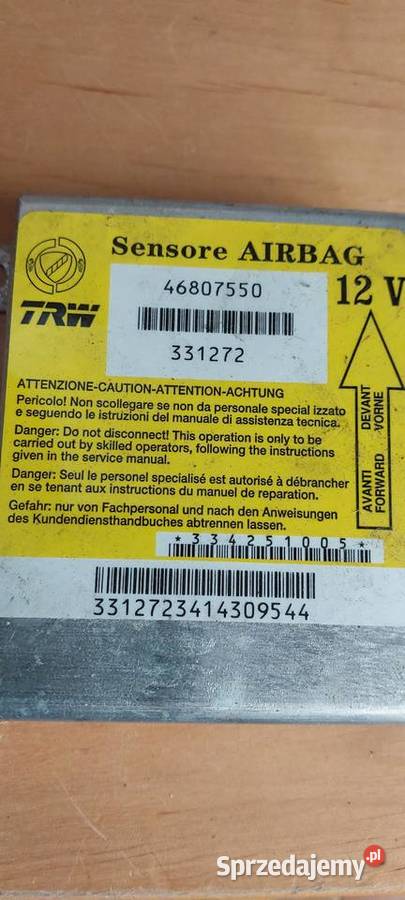 Sensore AIRBAG
46807550
12 V
TRW
331272
ATTENZIONE-CAUTION-ATTENTION-ACHTUNG
Pericolo! Non scollegare se non da personale special izzato
e seguendo le istruzioni del manuale di assistenza tecnica.
Danger: Do not disconnect! This operation is only to be
carried out by skilled operators, following the instructions
given in the service manual.
Danger: Seul le personel specialisé est autorisé à débrancher
en se tenant aux instructions du manuel de reparation.
Gefahr: nur von Fachpersonal und nach den Anweisungen
des Kundendiensthandbuches abtrennen lassen.
AVANTI DEVANT
FORWARD VORNE
*334251005*
3312723414309544
Sprzedajemy.pl